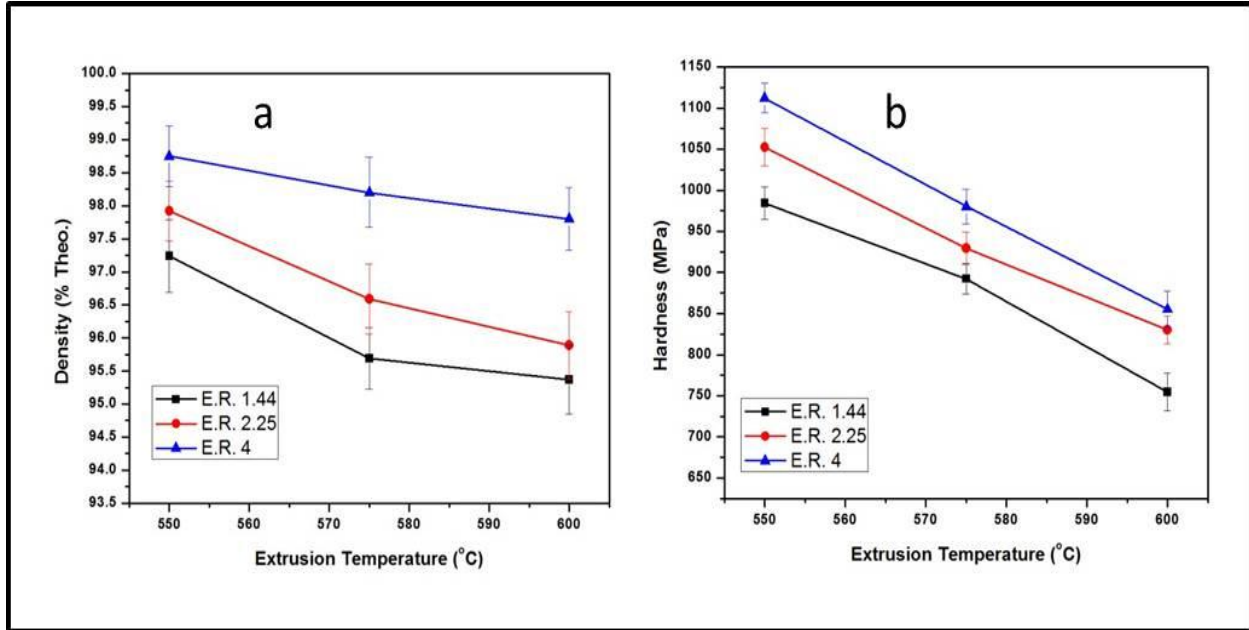 a
Density (% Theo.)
100.0
99.5
99.0
98.5
98.0
97.5
97.0
96.5
96.0
95.5
95.0
94.5
94.0
93.5
E.R. 1.44
E.R. 2.25
E.R. 4
550 560 570 580 590 600
Extrusion Temperature (°C)
b
Hardness (MPa)
1150
1100
1050
1000
950
900
850
800
750
700
650
E.R. 1.44
E.R. 2.25
E.R. 4
550 560 570 580 590 600
Extrusion Temperature (°C)